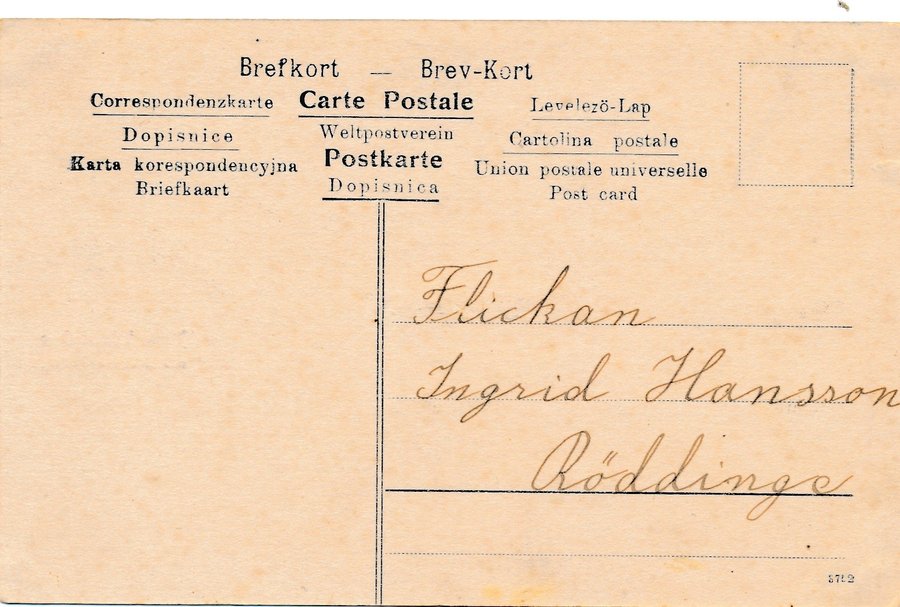 Brefkort — Brev-Kort
Correspondenzkarte Carte Postale Levelezö-Lap
Dopisnice Weltpostverein Cartolina postale
Karta korespondencyjna Postkarte Union postale universelle
Briefkaart Dopisnica Post card
Flickan
Ingrid Hansson
Röddinge
3752